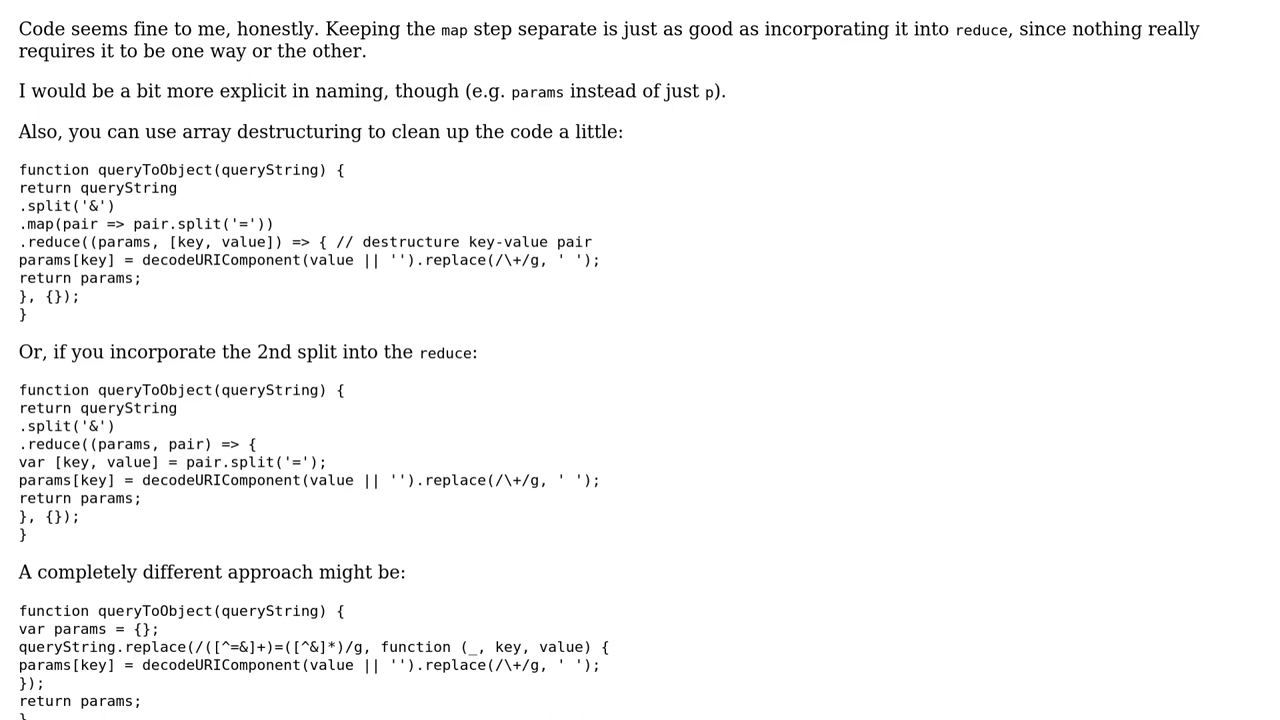 Code seems fine to me, honestly. Keeping the map step separate is just as good as incorporating it into reduce, since nothing really
requires it to be one way or the other.
I would be a bit more explicit in naming, though (e.g. params instead of just p).
Also, you can use array destructuring to clean up the code a little:
function queryToObject(queryString) {
return queryString
.split('&')
.map(pair => pair.split('='))
.reduce((params, [key, value]) => { // destructure key-value pair
params[key] = decodeURIComponent(value || '').replace(/\+/g, ' ');
return params;
}, {});
}
Or, if you incorporate the 2nd split into the reduce:
function queryToObject(queryString) {
return queryString
.split('&')
.reduce((params, pair) => {
var [key, value] = pair.split('=');
params[key] = decodeURIComponent(value || '').replace(/\+/g, ' ');
return params;
}, {});
}
A completely different approach might be:
function queryToObject(queryString) {
var params = {};
queryString.replace(/([^=&]+)=([^&]*)/g, function (_, key, value) {
params[key] = decodeURIComponent(value || '').replace(/\+/g, ' ');
});
return params;
}